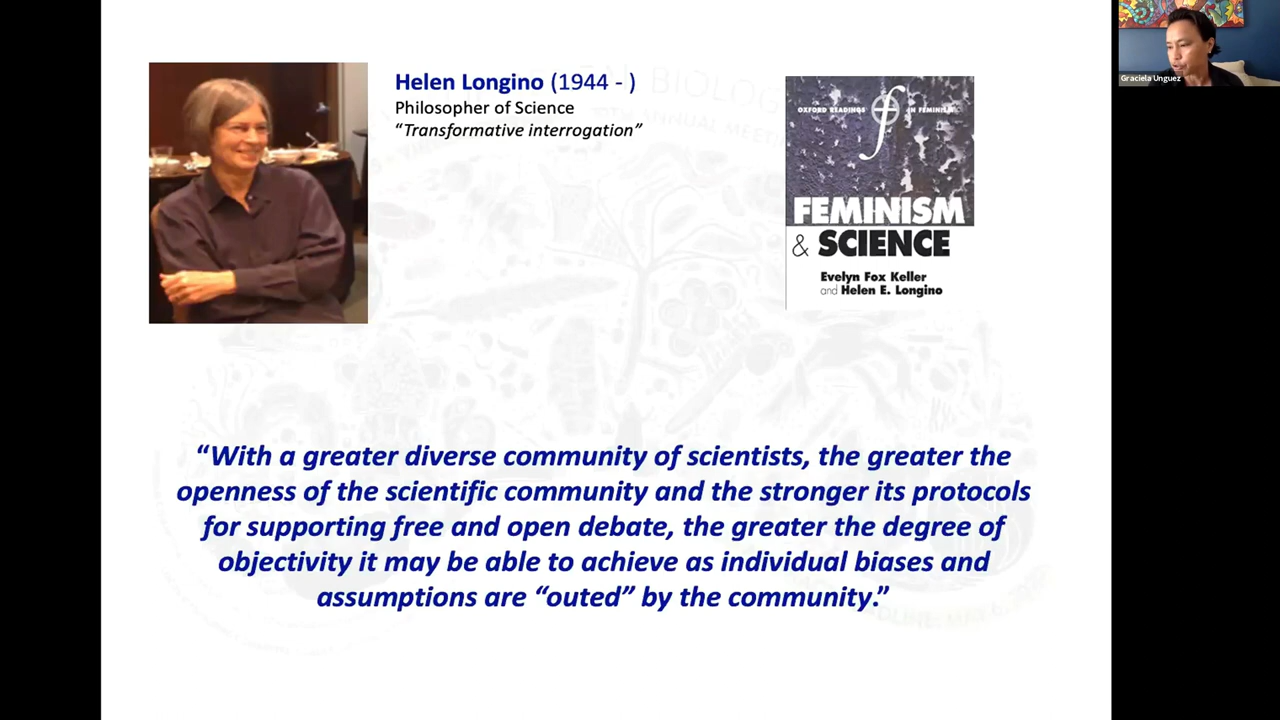 Helen Longino (1944 - )
Philosopher of Science
“Transformative interrogation”
OXFORD READINGS IN FEMINISM
f
FEMINISM
& SCIENCE
Evelyn Fox Keller
and Helen E. Longino
“With a greater diverse community of scientists, the greater the
openness of the scientific community and the stronger its protocols
for supporting free and open debate, the greater the degree of
objectivity it may be able to achieve as individual biases and
assumptions are “outed” by the community.”
Graciela Unguez